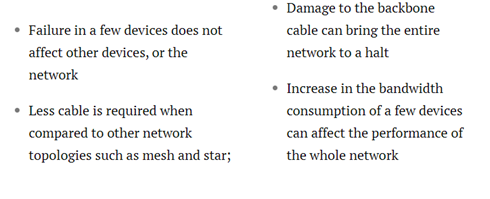 Failure in a few devices does not
affect other devices, or the
network
Less cable is required when
compared to other network
topologies such as mesh and star;
Damage to the backbone
cable can bring the entire
network to a halt
Increase in the bandwidth
consumption of a few devices
can affect the performance of
the whole network